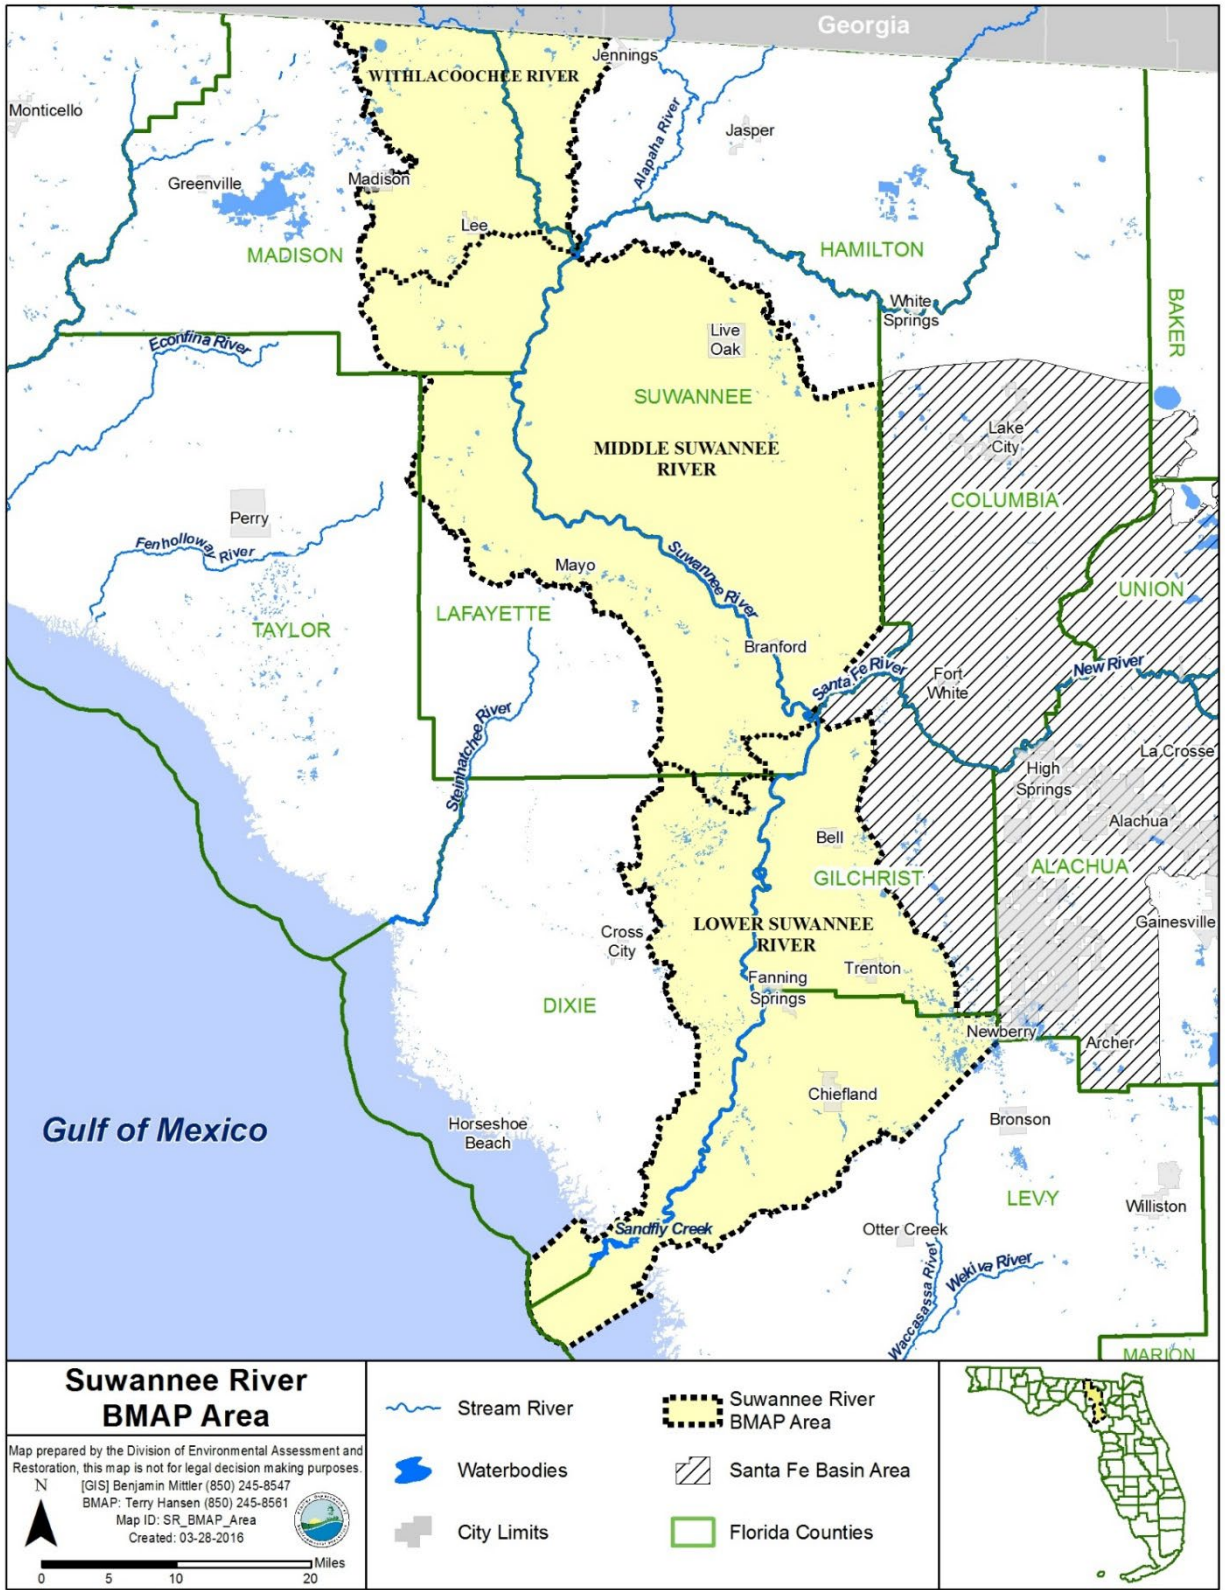 Georgia
Jennings
WITHLACOOCHEE RIVER
Monticello
Alapaha River
Jasper
Greenville
Madison
Lee
MADISON
HAMILTON
White
Springs
BAKER
Econfina River
Live
Oak
SUWANNEE
Lake
City
MIDDLE SUWANNEE
RIVER
COLUMBIA
Perry
Fenholloway River
Suwannee River
Mayo
UNION
LAFAYETTE
TAYLOR
Branford
Santa Fe River
Fort
White
New River
Steinhatchee River
La Crosse
High
Springs
Alachua
Bell
GILCHRIST
ALACHUA
LOWER SUWANNEE
RIVER
Gainesville
Cross
City
Trenton
Fanning
Springs
DIXIE
Newberry
Archer
Chiefland
Gulf of Mexico
Horseshoe
Beach
Bronson
LEVY
Williston
Sandfly Creek
Otter Creek
Waccasassa River
Wekiva River
MARION
Suwannee River
BMAP Area
Map prepared by the Division of Environmental Assessment and
Restoration, this map is not for legal decision making purposes.
N
[GIS] Benjamin Mittler (850) 245-8547
BMAP: Terry Hansen (850) 245-8561
Map ID: SR_BMAP_Area
Created: 03-28-2016
Miles
0 5 10 20
Stream River
Waterbodies
City Limits
Suwannee River
BMAP Area
Santa Fe Basin Area
Florida Counties